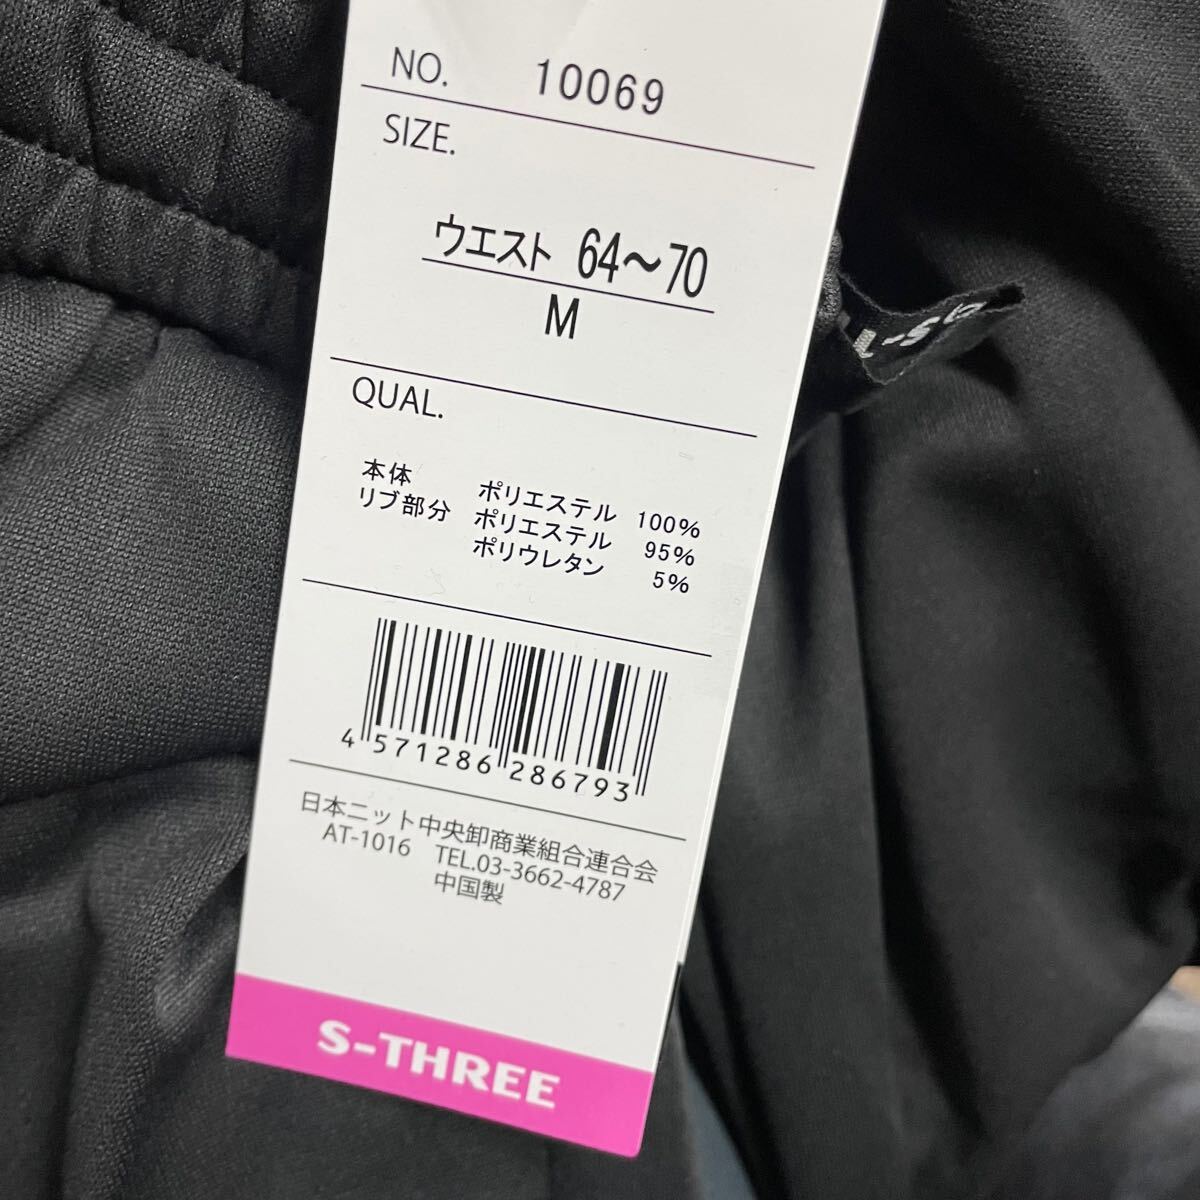 NO. 10069
SIZE.
ウエスト 64～70
M
QUAL.
本体 ポリエステル 100%
リブ部分 ポリエステル 95%
ポリウレタン 5%
4 571286 286793
日本ニット中央卸商業組合連合会
AT-1016 TEL.03-3662-4787
中国製
S-THREE